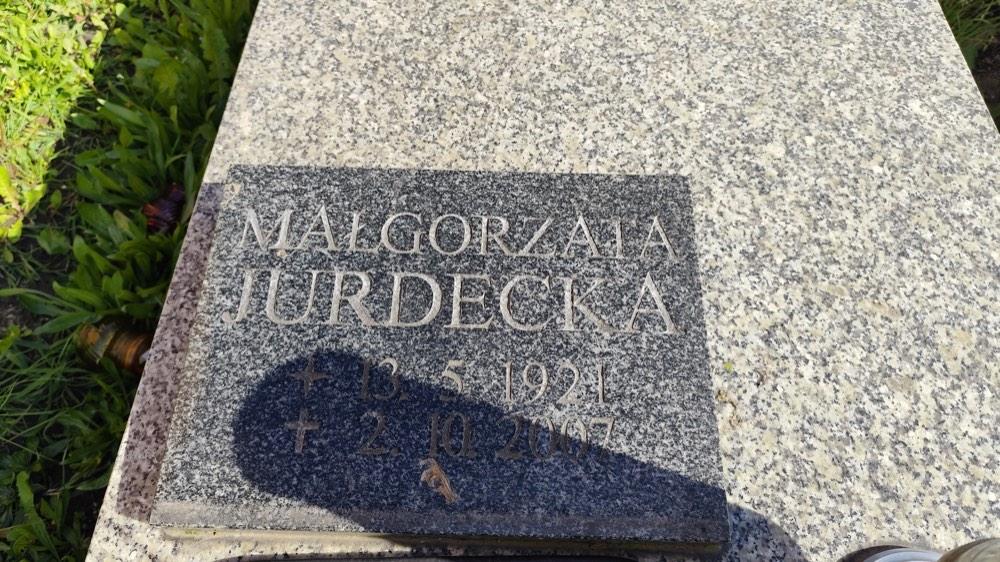 MAŁGORZATA
JURDECKA
+ 13. 5. 1921
+ 2. 10. 2007